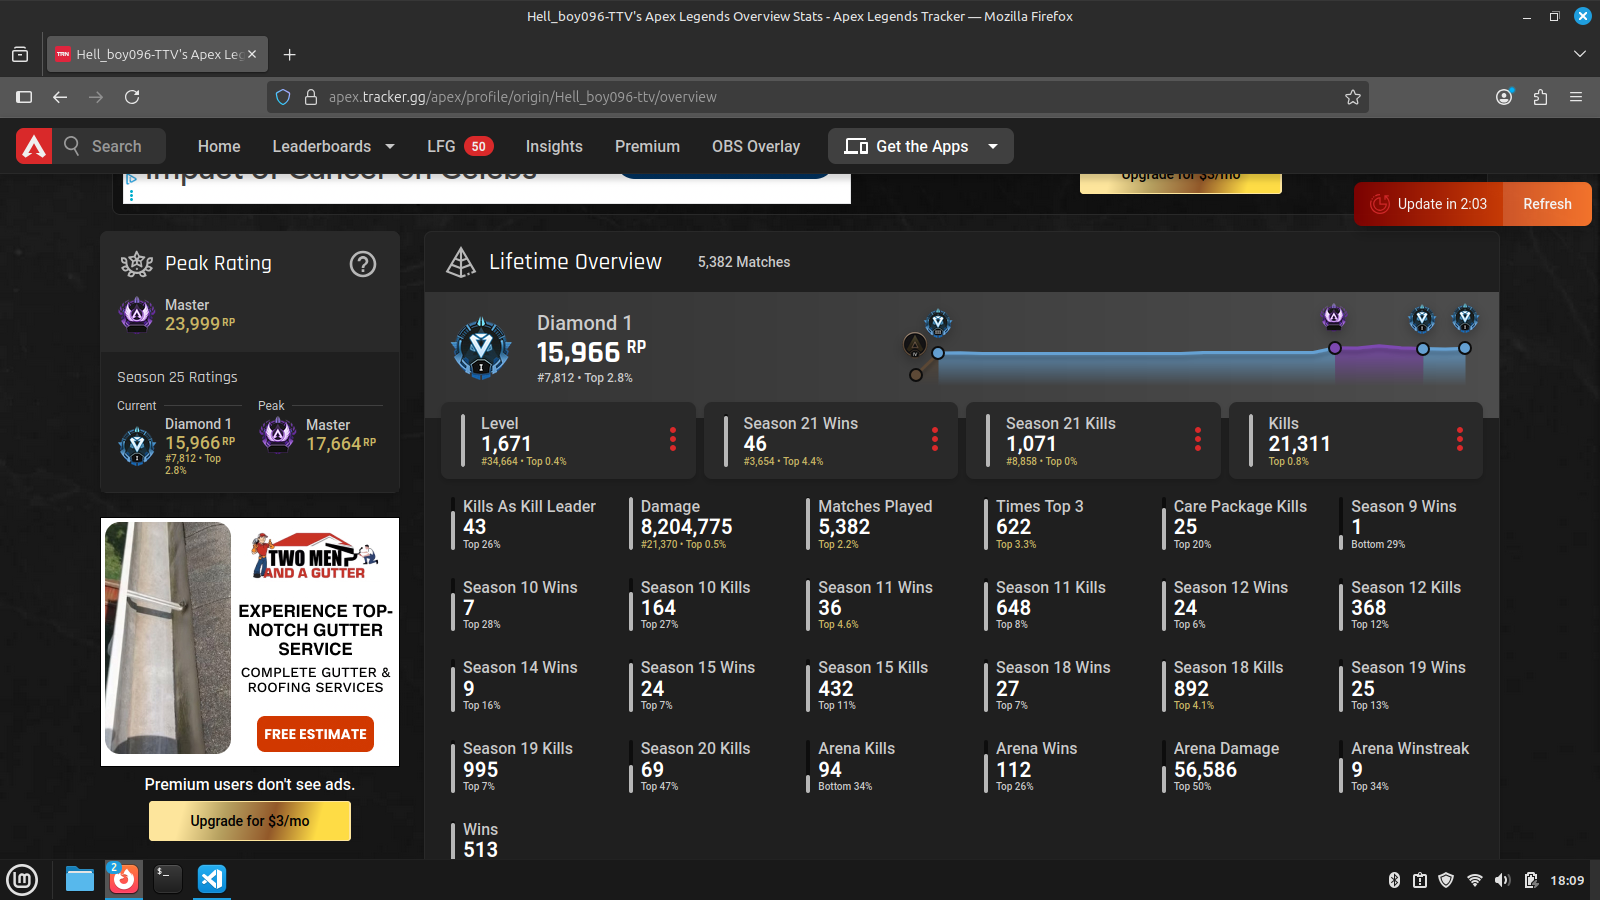 Hell_boy096-TTV's Apex Legends Overview Stats - Apex Legends Tracker — Mozilla Firefox
TRN Hell_boy096-TTV's Apex Leg
apex.tracker.gg/apex/profile/origin/Hell_boy096-ttv/overview
Search
Home
Leaderboards
LFG 50
Insights
Premium
OBS Overlay
Get the Apps
Impact of Cancer on Celebs
Upgrade for $3/mo
Update in 2:03
Refresh
Peak Rating
?
Master
23,999 RP
Season 25 Ratings
Current
Diamond 1
15,966 RP
#7,812 • Top
2.8%
Peak
Master
17,664 RP
TWO MEN
AND A GUTTER
EXPERIENCE TOP-
NOTCH GUTTER
SERVICE
COMPLETE GUTTER &
ROOFING SERVICES
FREE ESTIMATE
Premium users don't see ads.
Upgrade for $3/mo
Lifetime Overview
5,382 Matches
Diamond 1
15,966 RP
#7,812 • Top 2.8%
Level
1,671
#34,664 • Top 0.4%
Season 21 Wins
46
#3,654 • Top 4.4%
Season 21 Kills
1,071
#8,858 • Top 0%
Kills
21,311
Top 0.8%
Kills As Kill Leader
43
Top 26%
Damage
8,204,775
#21,370 • Top 0.5%
Matches Played
5,382
Top 2.2%
Times Top 3
622
Top 3.3%
Care Package Kills
25
Top 20%
Season 9 Wins
1
Bottom 29%
Season 10 Wins
7
Top 28%
Season 10 Kills
164
Top 27%
Season 11 Wins
36
Top 4.6%
Season 11 Kills
648
Top 8%
Season 12 Wins
24
Top 6%
Season 12 Kills
368
Top 12%
Season 14 Wins
9
Top 16%
Season 15 Wins
24
Top 7%
Season 15 Kills
432
Top 11%
Season 18 Wins
27
Top 7%
Season 18 Kills
892
Top 4.1%
Season 19 Wins
25
Top 13%
Season 19 Kills
995
Top 7%
Season 20 Kills
69
Top 47%
Arena Kills
94
Bottom 34%
Arena Wins
112
Top 26%
Arena Damage
56,586
Top 50%
Arena Winstreak
9
Top 34%
Wins
513
2
18:09